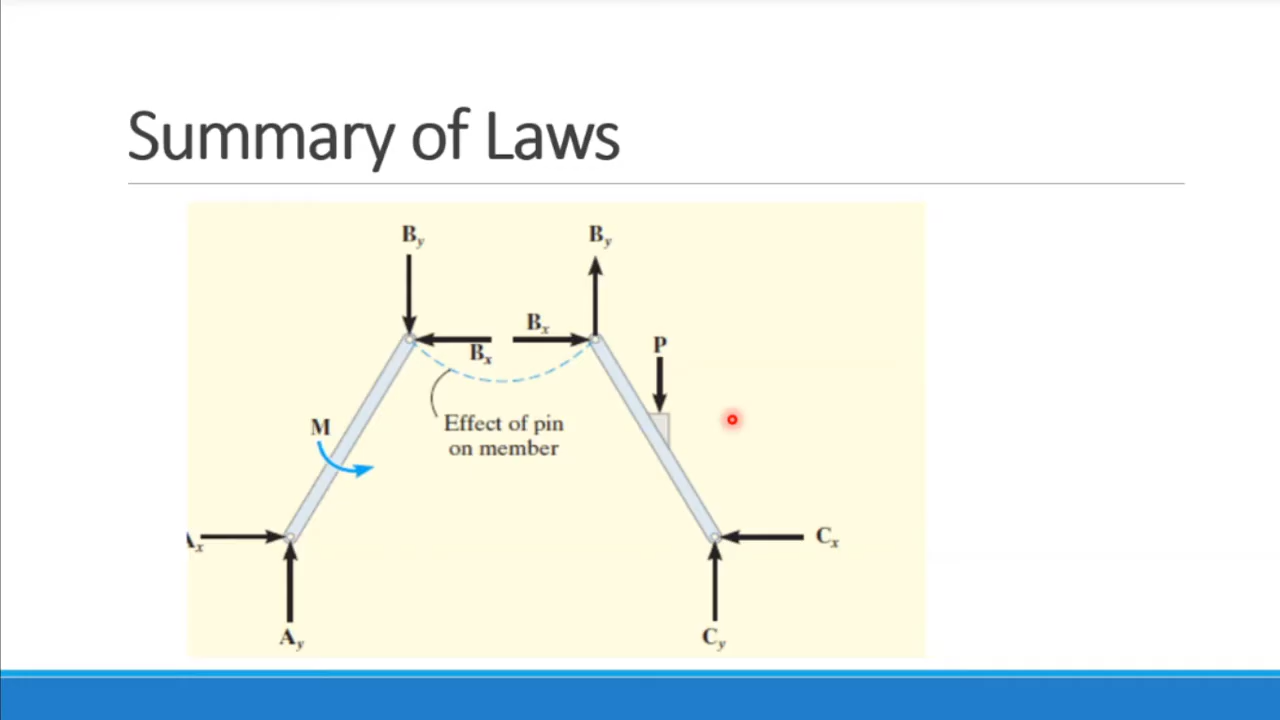 Summary of Laws
By
By
Bx
Bx
P
M
Effect of pin
on member
Ax
Cx
Ay
Cy